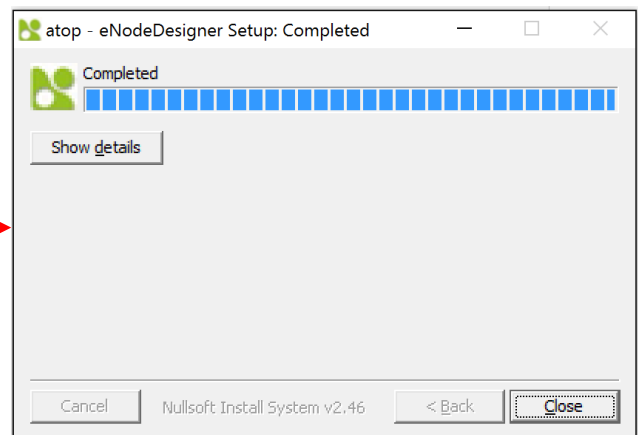 atop - eNodeDesigner Setup: Completed
Completed
Show details
Cancel
Nullsoft Install System v2.46
< Back
Close